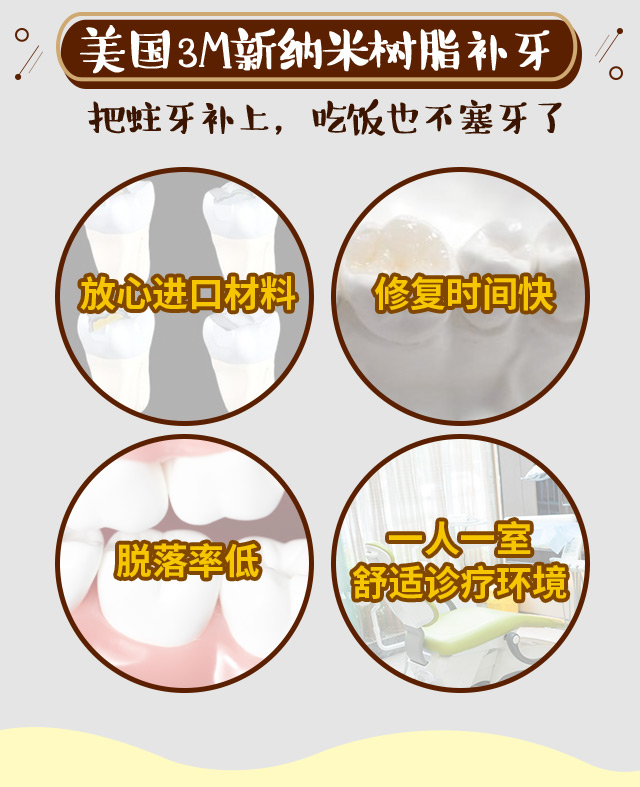 美国3M新纳米树脂补牙
把蛀牙补上，吃饭也不塞牙了
放心进口材料
修复时间快
脱落率低
一人一室
舒适诊疗环境